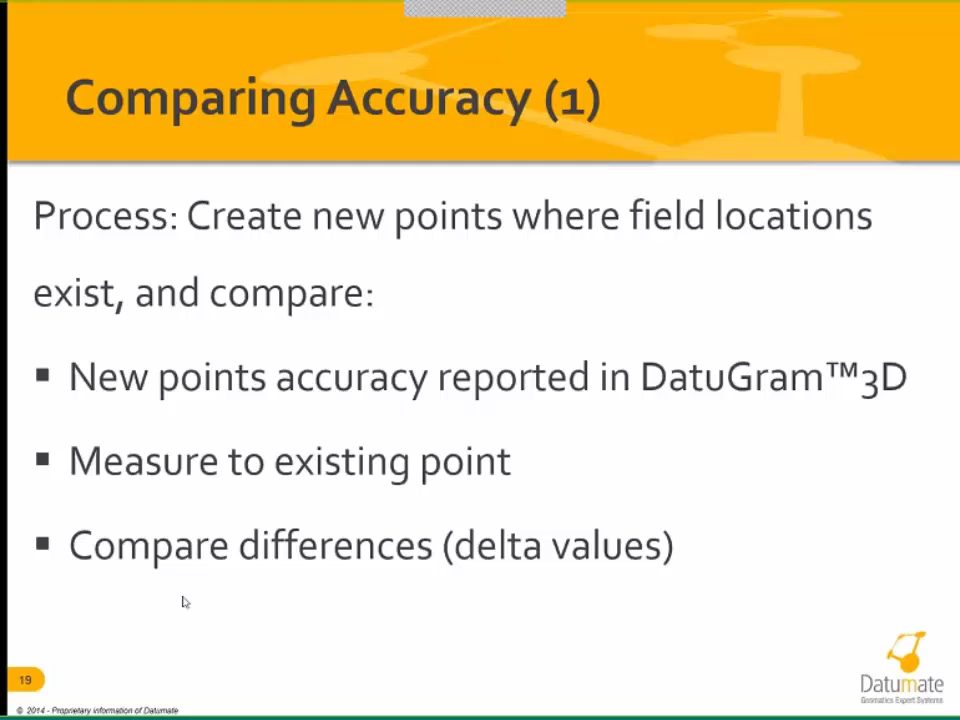 Comparing Accuracy (1)
Process: Create new points where field locations
exist, and compare:
▪ New points accuracy reported in DatuGram™3D
▪ Measure to existing point
▪ Compare differences (delta values)
19
Datumate
Geomatics Expert Systems
© 2014 - Proprietary information of Datumate